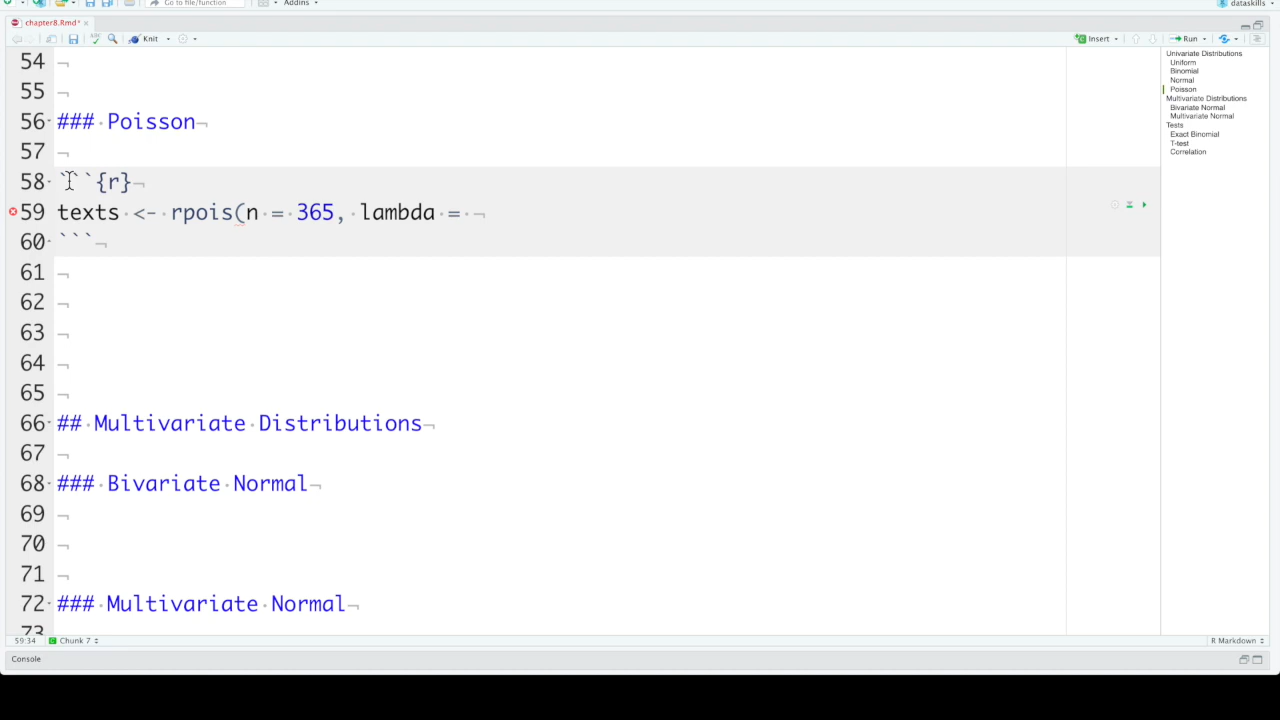 Go to file/function
Addins
dataskills
chapter8.Rmd*
Knit
Insert
Run
54 ¬
55 ¬
56 ###·Poisson¬
57 ¬
58 ```{r}¬
59 texts·<-·rpois(n·=·365,·lambda·=·¬
60 ```¬
61 ¬
62 ¬
63 ¬
64 ¬
65 ¬
66 ##·Multivariate·Distributions¬
67 ¬
68 ###·Bivariate·Normal¬
69 ¬
70 ¬
71 ¬
72 ###·Multivariate·Normal¬
73
Univariate Distributions
Uniform
Binomial
Normal
Poisson
Multivariate Distributions
Bivariate Normal
Multivariate Normal
Tests
Exact Binomial
T-test
Correlation
59:34
Chunk 7
R Markdown
Console